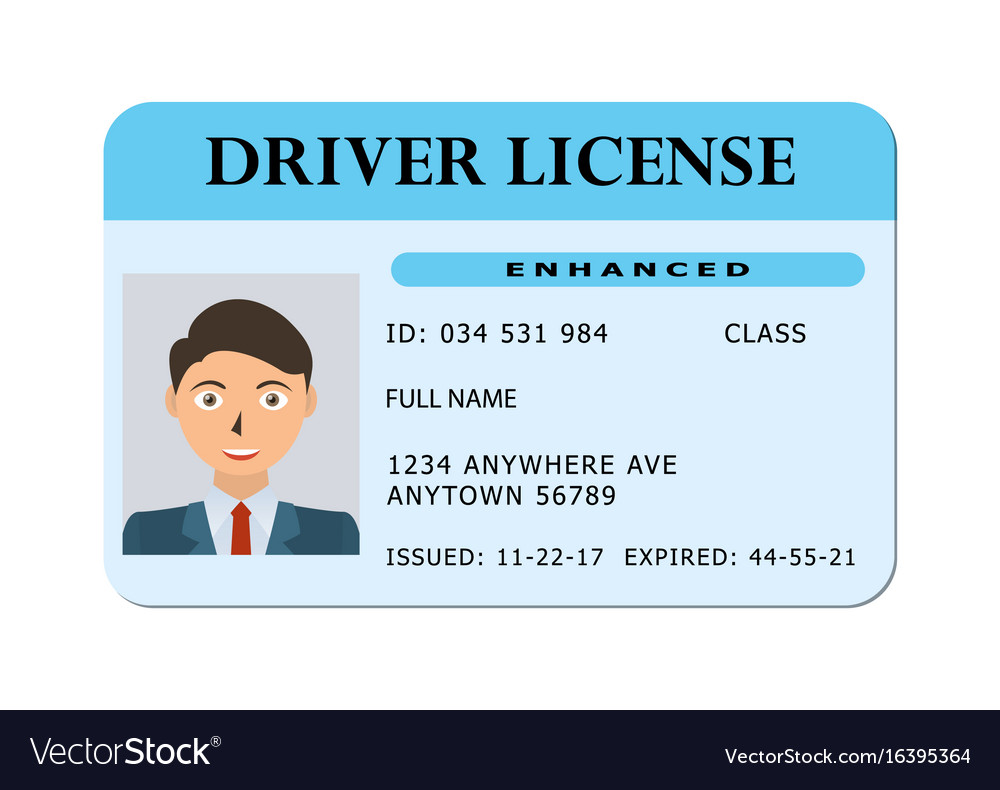 DRIVER LICENSE
ENHANCED
ID: 034 531 984 CLASS
FULL NAME
1234 ANYWHERE AVE
ANYTOWN 56789
ISSUED: 11-22-17 EXPIRED: 44-55-21
VectorStock® VectorStock.com/16395364